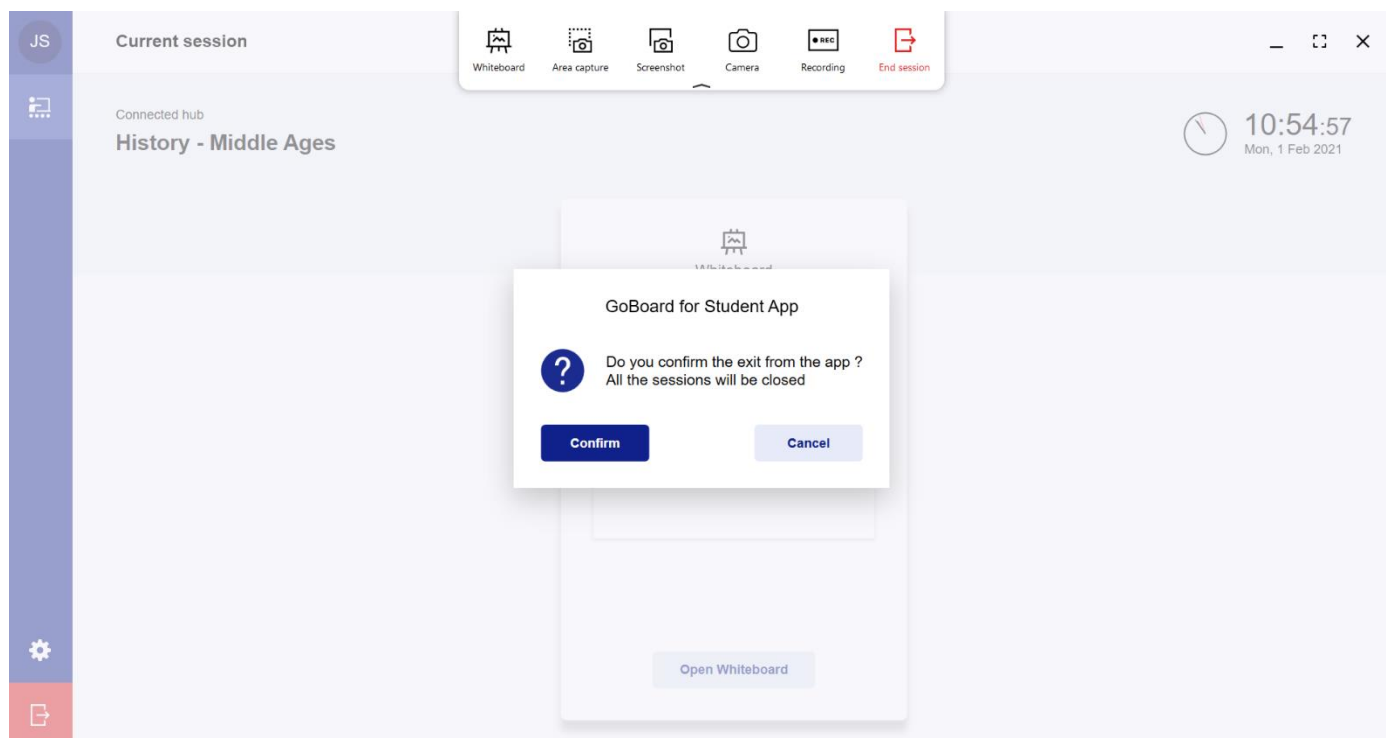 JS
Current session
Whiteboard
Area capture
Screenshot
Camera
REC
Recording
End session
Connected hub
History - Middle Ages
10:54:57
Mon, 1 Feb 2021
Whiteboard
GoBoard for Student App
?
Do you confirm the exit from the app ?
All the sessions will be closed
Confirm
Cancel
Open Whiteboard